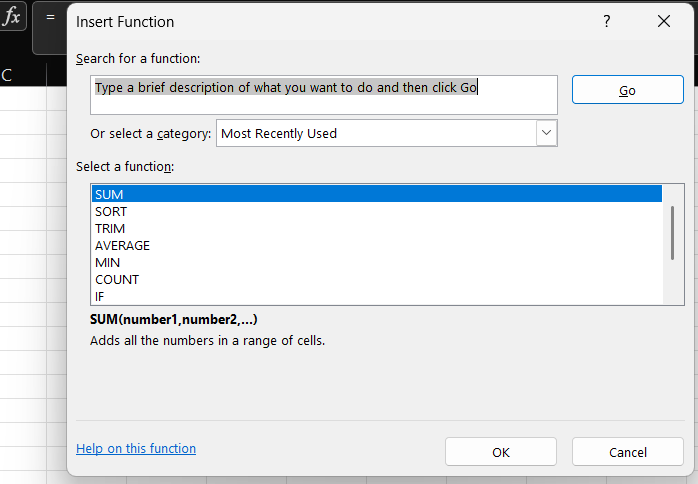 fx =
Insert Function ? ×
C
Search for a function:
Type a brief description of what you want to do and then click Go
Go
Or select a category: Most Recently Used
Select a function:
SUM
SORT
TRIM
AVERAGE
MIN
COUNT
IF
SUM(number1,number2,...)
Adds all the numbers in a range of cells.
Help on this function
OK Cancel